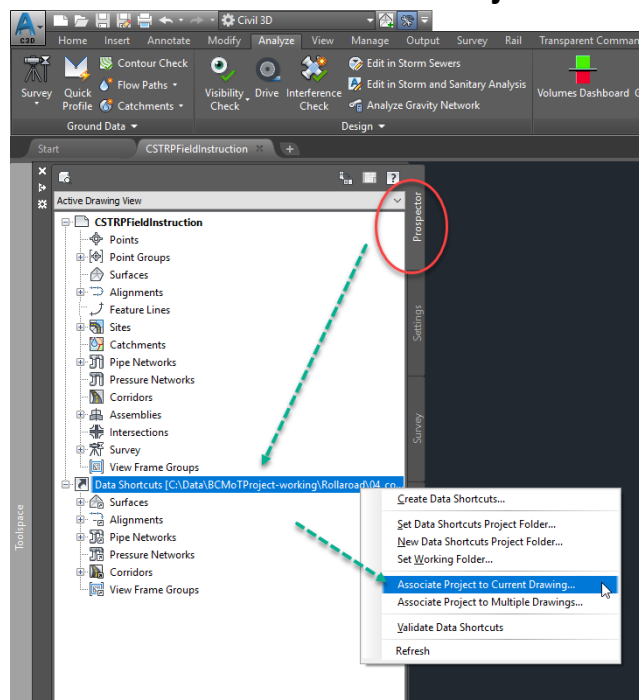 C3D
Civil 3D
Home Insert Annotate Modify Analyze View Manage Output Survey Rail Transparent
Survey
Quick Profile
Contour Check
Flow Paths
Catchments
Ground Data
Visibility Check
Drive
Interference Check
Edit in Storm Sewers
Edit in Storm and Sanitary Analysis
Analyze Gravity Network
Design
Volumes Dashboard
Start
CSTRPFieldInstruction
Active Drawing View
CSTRPFieldInstruction
Points
Point Groups
Surfaces
Alignments
Feature Lines
Sites
Catchments
Pipe Networks
Pressure Networks
Corridors
Assemblies
Intersections
Survey
View Frame Groups
Data Shortcuts [C:\Data\BCMoTProject-working\Rollaroad\04_co...
Surfaces
Alignments
Pipe Networks
Pressure Networks
Corridors
View Frame Groups
Prospector
Settings
Survey
Toolspace
Create Data Shortcuts...
Set Data Shortcuts Project Folder...
New Data Shortcuts Project Folder...
Set Working Folder...
Associate Project to Current Drawing...
Associate Project to Multiple Drawings...
Validate Data Shortcuts
Refresh